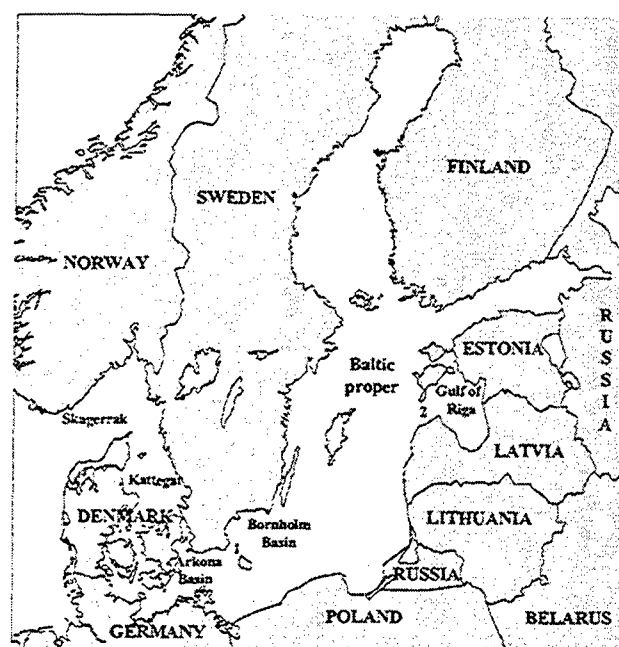 FINLAND
SWEDEN
NORWAY
RUSSIA
ESTONIA
Baltic
proper
Gulf of
Riga
2
Skagerrak
LATVIA
Kattegat
DENMARK
LITHUANIA
Bornholm
Basin
1
Arkona
Basin
RUSSIA
POLAND
BELARUS
GERMANY